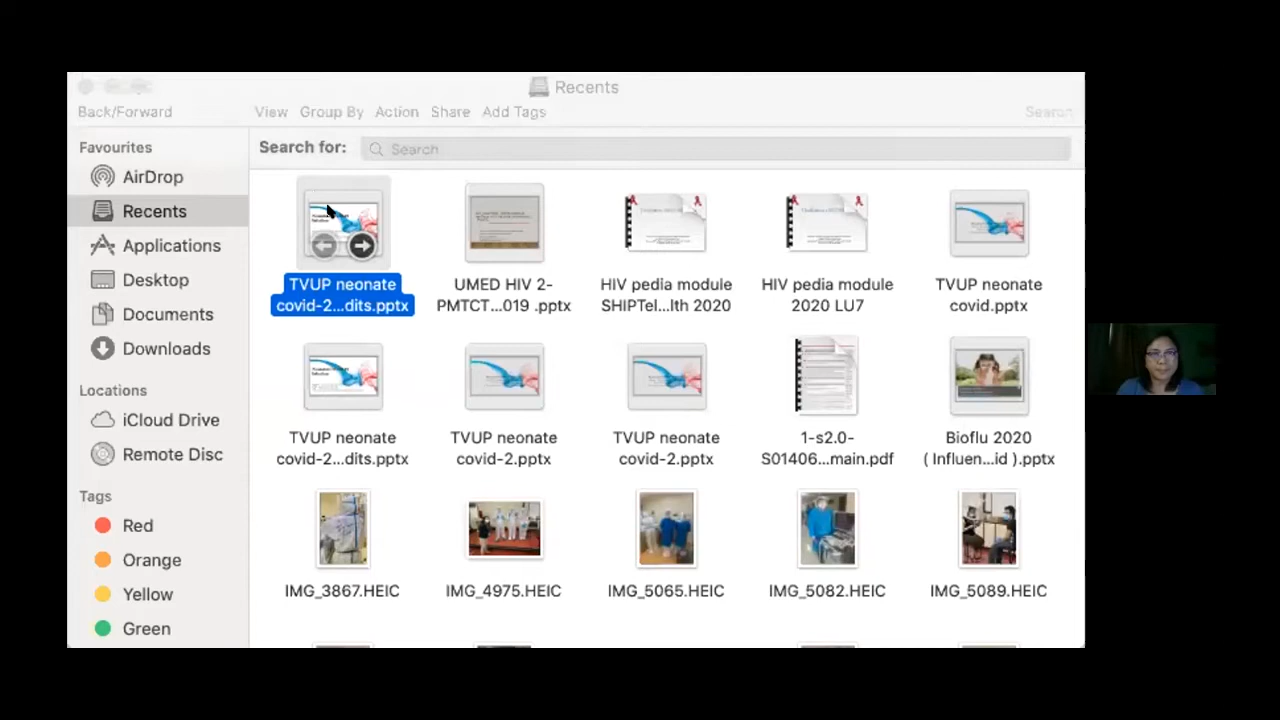 Recents
Back/Forward
View
Group By
Action
Share
Add Tags
Search
Favourites
AirDrop
Recents
Applications
Desktop
Documents
Downloads
Locations
iCloud Drive
Remote Disc
Tags
Red
Orange
Yellow
Green
Search for:
Search
TVUP neonate
covid-2...dits.pptx
UMED HIV 2-
PMTCT...019 .pptx
HIV pedia module
SHIPTel...lth 2020
HIV pedia module
2020 LU7
TVUP neonate
covid.pptx
TVUP neonate
covid-2...dits.pptx
TVUP neonate
covid-2.pptx
TVUP neonate
covid-2.pptx
1-s2.0-
S01406...main.pdf
Bioflu 2020
( Influen...id ).pptx
IMG_3867.HEIC
IMG_4975.HEIC
IMG_5065.HEIC
IMG_5082.HEIC
IMG_5089.HEIC